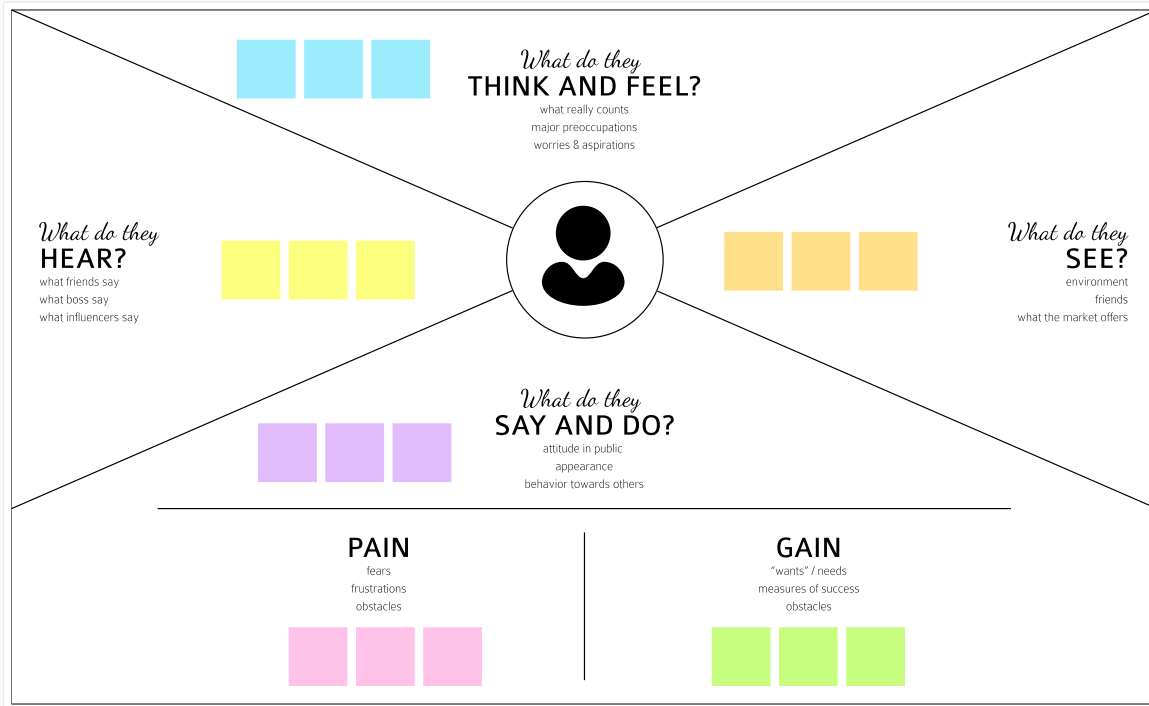 What do they
THINK AND FEEL?
what really counts
major preoccupations
worries & aspirations
What do they
HEAR?
what friends say
what boss say
what influencers say
What do they
SEE?
environment
friends
what the market offers
What do they
SAY AND DO?
attitude in public
appearance
behavior towards others
PAIN
fears
frustrations
obstacles
GAIN
“wants” / needs
measures of success
obstacles